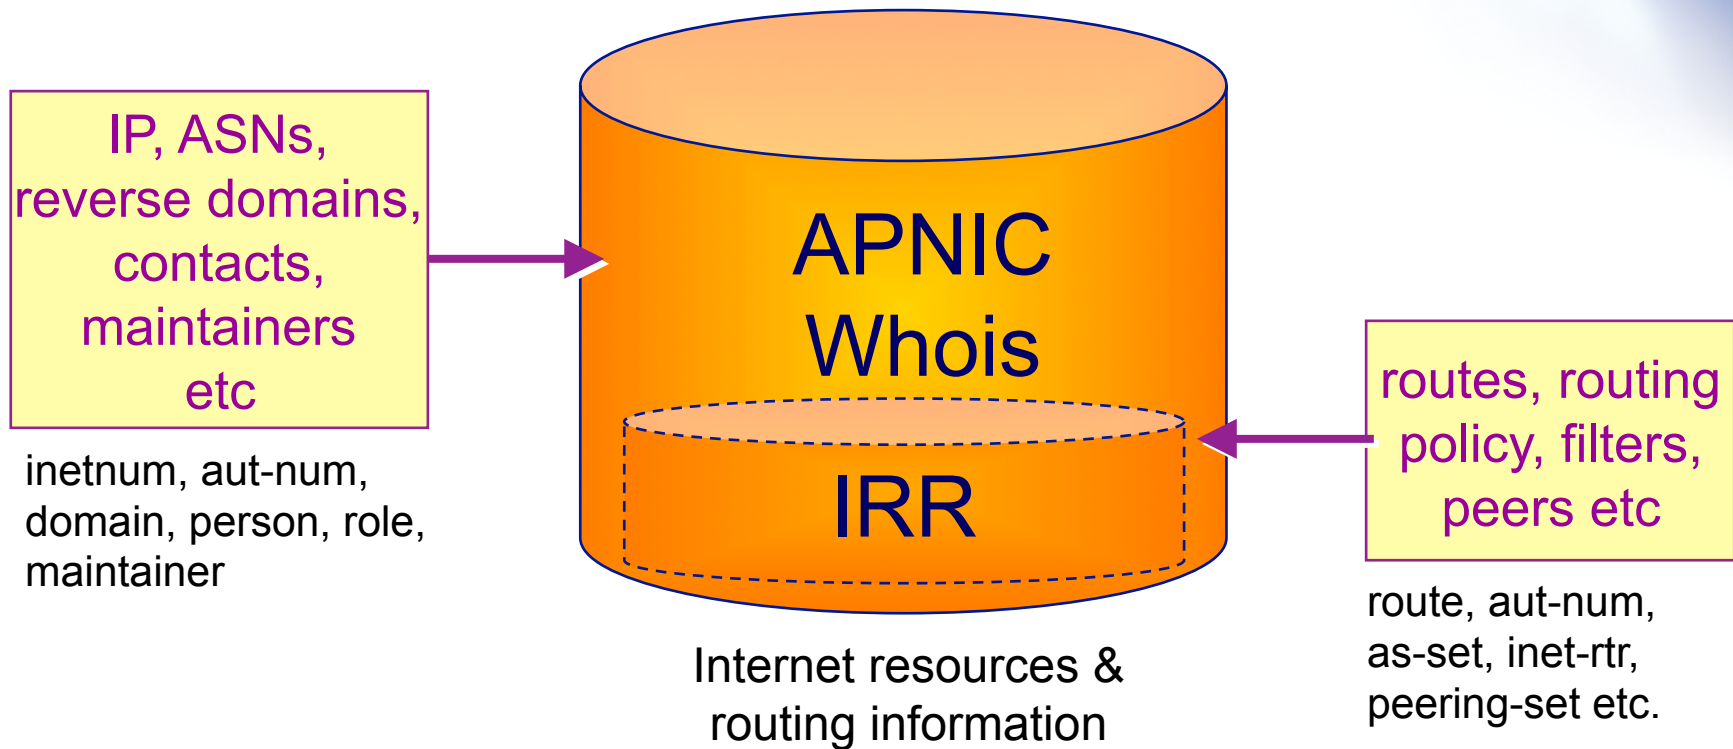 IP, ASNs,
reverse domains,
contacts,
maintainers
etc
inetnum, aut-num,
domain, person, role,
maintainer
APNIC
Whois
IRR
Internet resources &
routing information
routes, routing
policy, filters,
peers etc
route, aut-num,
as-set, inet-rtr,
peering-set etc.